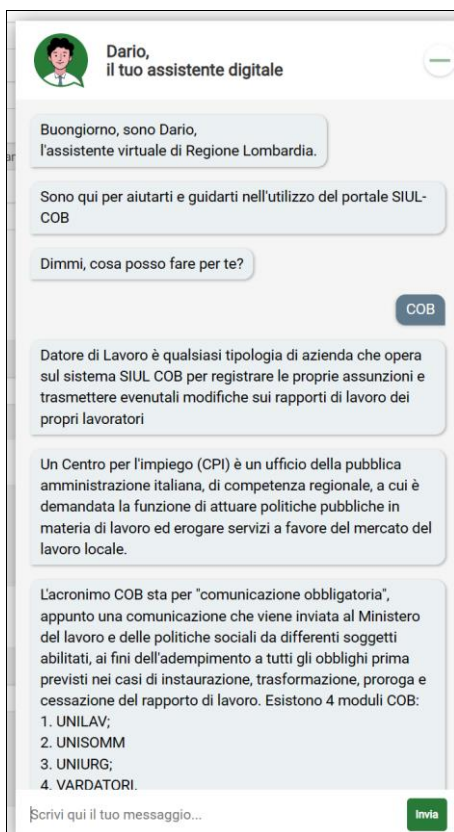 Dario,
il tuo assistente digitale
Buongiorno, sono Dario,
l'assistente virtuale di Regione Lombardia.
Sono qui per aiutarti e guidarti nell'utilizzo del portale SIUL-
COB
Dimmi, cosa posso fare per te?
COB
Datore di Lavoro è qualsiasi tipologia di azienda che opera
sul sistema SIUL COB per registrare le proprie assunzioni e
trasmettere evenutali modifiche sui rapporti di lavoro dei
propri lavoratori
Un Centro per l'impiego (CPI) è un ufficio della pubblica
amministrazione italiana, di competenza regionale, a cui è
demandata la funzione di attuare politiche pubbliche in
materia di lavoro ed erogare servizi a favore del mercato del
lavoro locale.
L'acronimo COB sta per "comunicazione obbligatoria",
appunto una comunicazione che viene inviata al Ministero
del lavoro e delle politiche sociali da differenti soggetti
abilitati, ai fini dell'adempimento a tutti gli obblighi prima
previsti nei casi di instaurazione, trasformazione, proroga e
cessazione del rapporto di lavoro. Esistono 4 moduli COB:
1. UNILAV;
2. UNISOMM
3. UNIURG;
4. VARDATORI.
Scrivi qui il tuo messaggio...
Invia